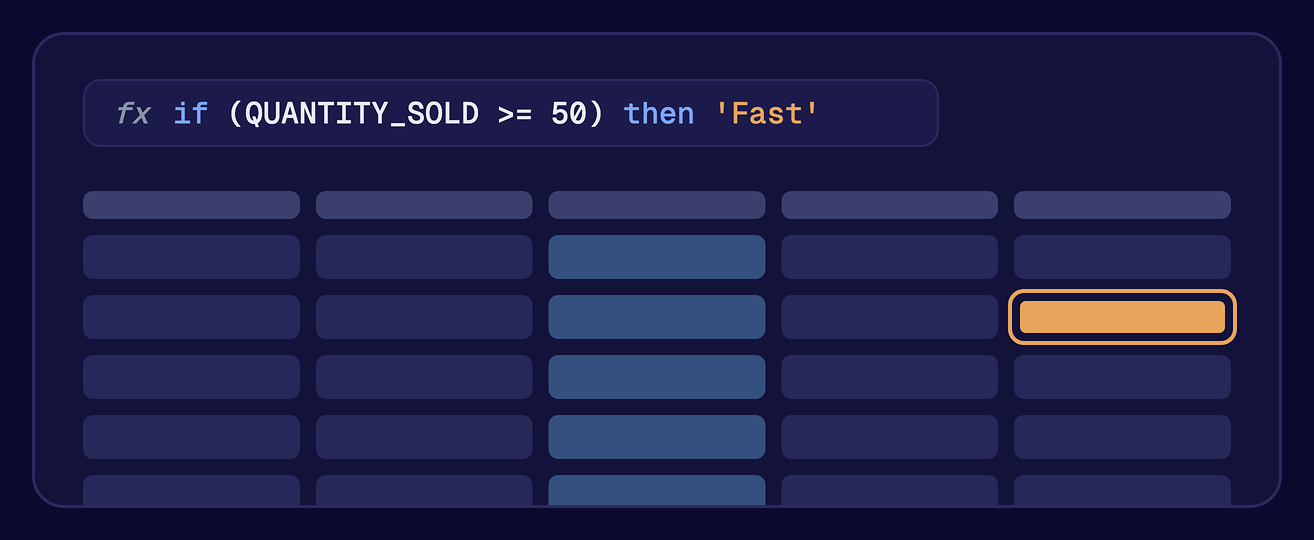 fx if (QUANTITY_SOLD >= 50) then 'Fast'